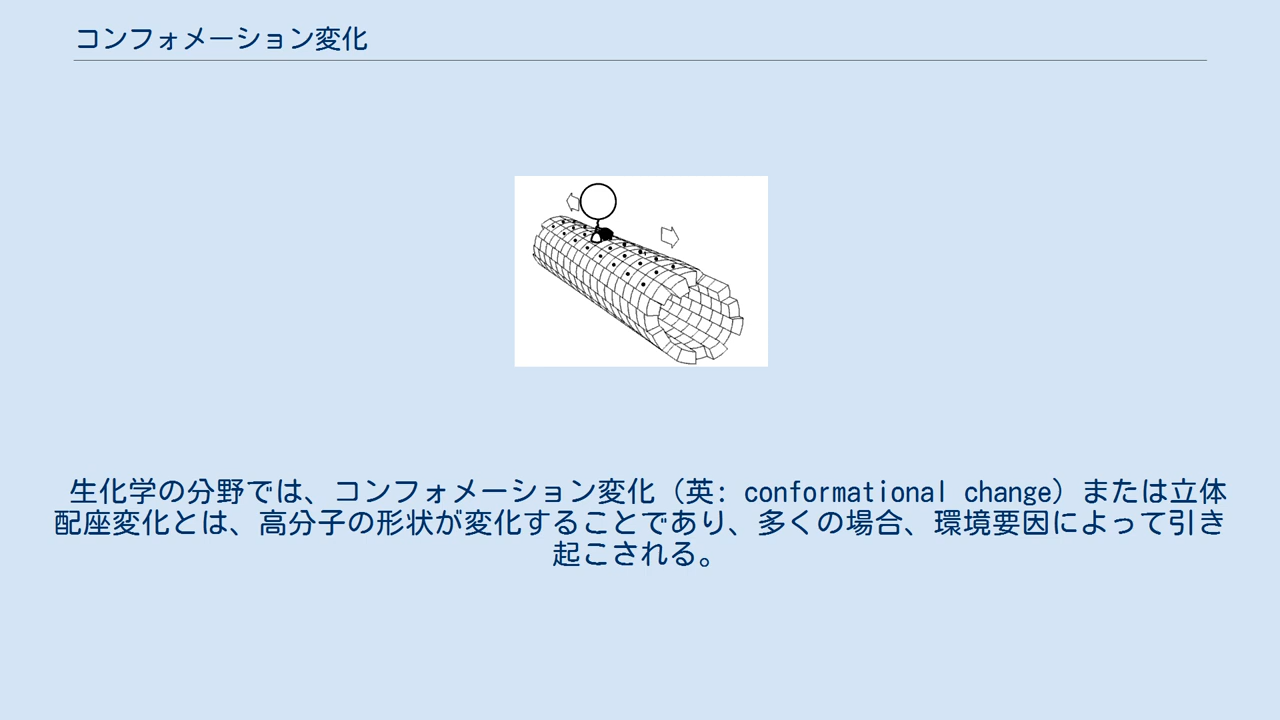 コンフォメーション変化
生化学の分野では、コンフォメーション変化（英: conformational change）または立体
配座変化とは、高分子の形状が変化することであり、多くの場合、環境要因によって引き
起こされる。